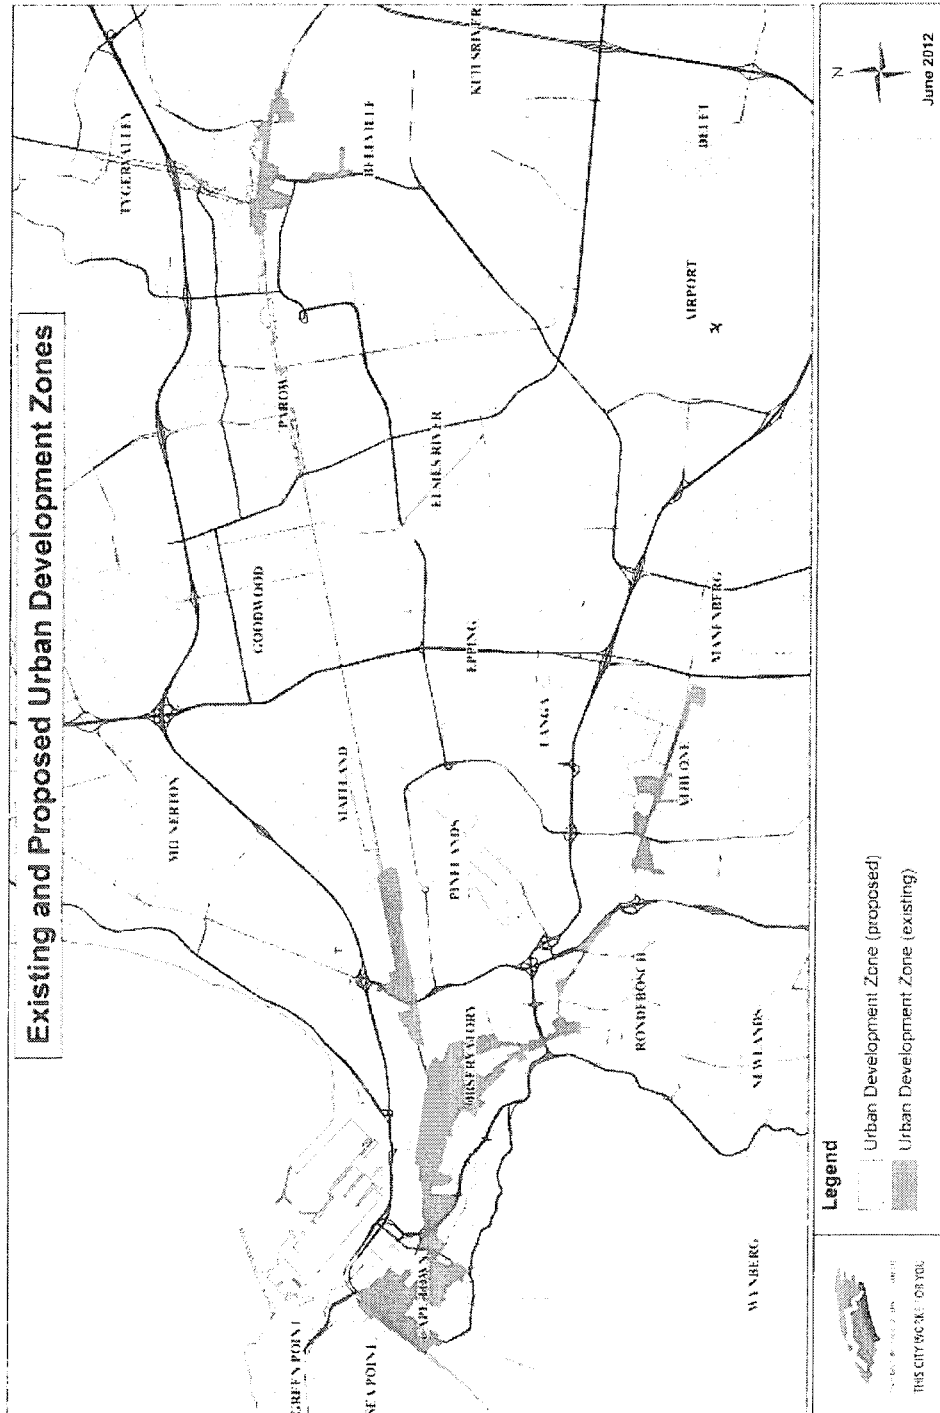 Existing and Proposed Urban Development Zones
TYGERVALLEY
KUILSRIVER
BELLVILLE
DELFT
PAROW
AIRPORT
ELSIES RIVER
GOODWOOD
EPPING
MANENBERG
LANGA
MILNERTON
MAITLAND
ATHLONE
PINELANDS
OBSERVATORY
RONDEBOSCH
NEWLANDS
CAPE TOWN
GREEN POINT
SEA POINT
WYNBERG
Legend
Urban Development Zone (proposed)
Urban Development Zone (existing)
N
June 2012
THIS CITY WORKS FOR YOU